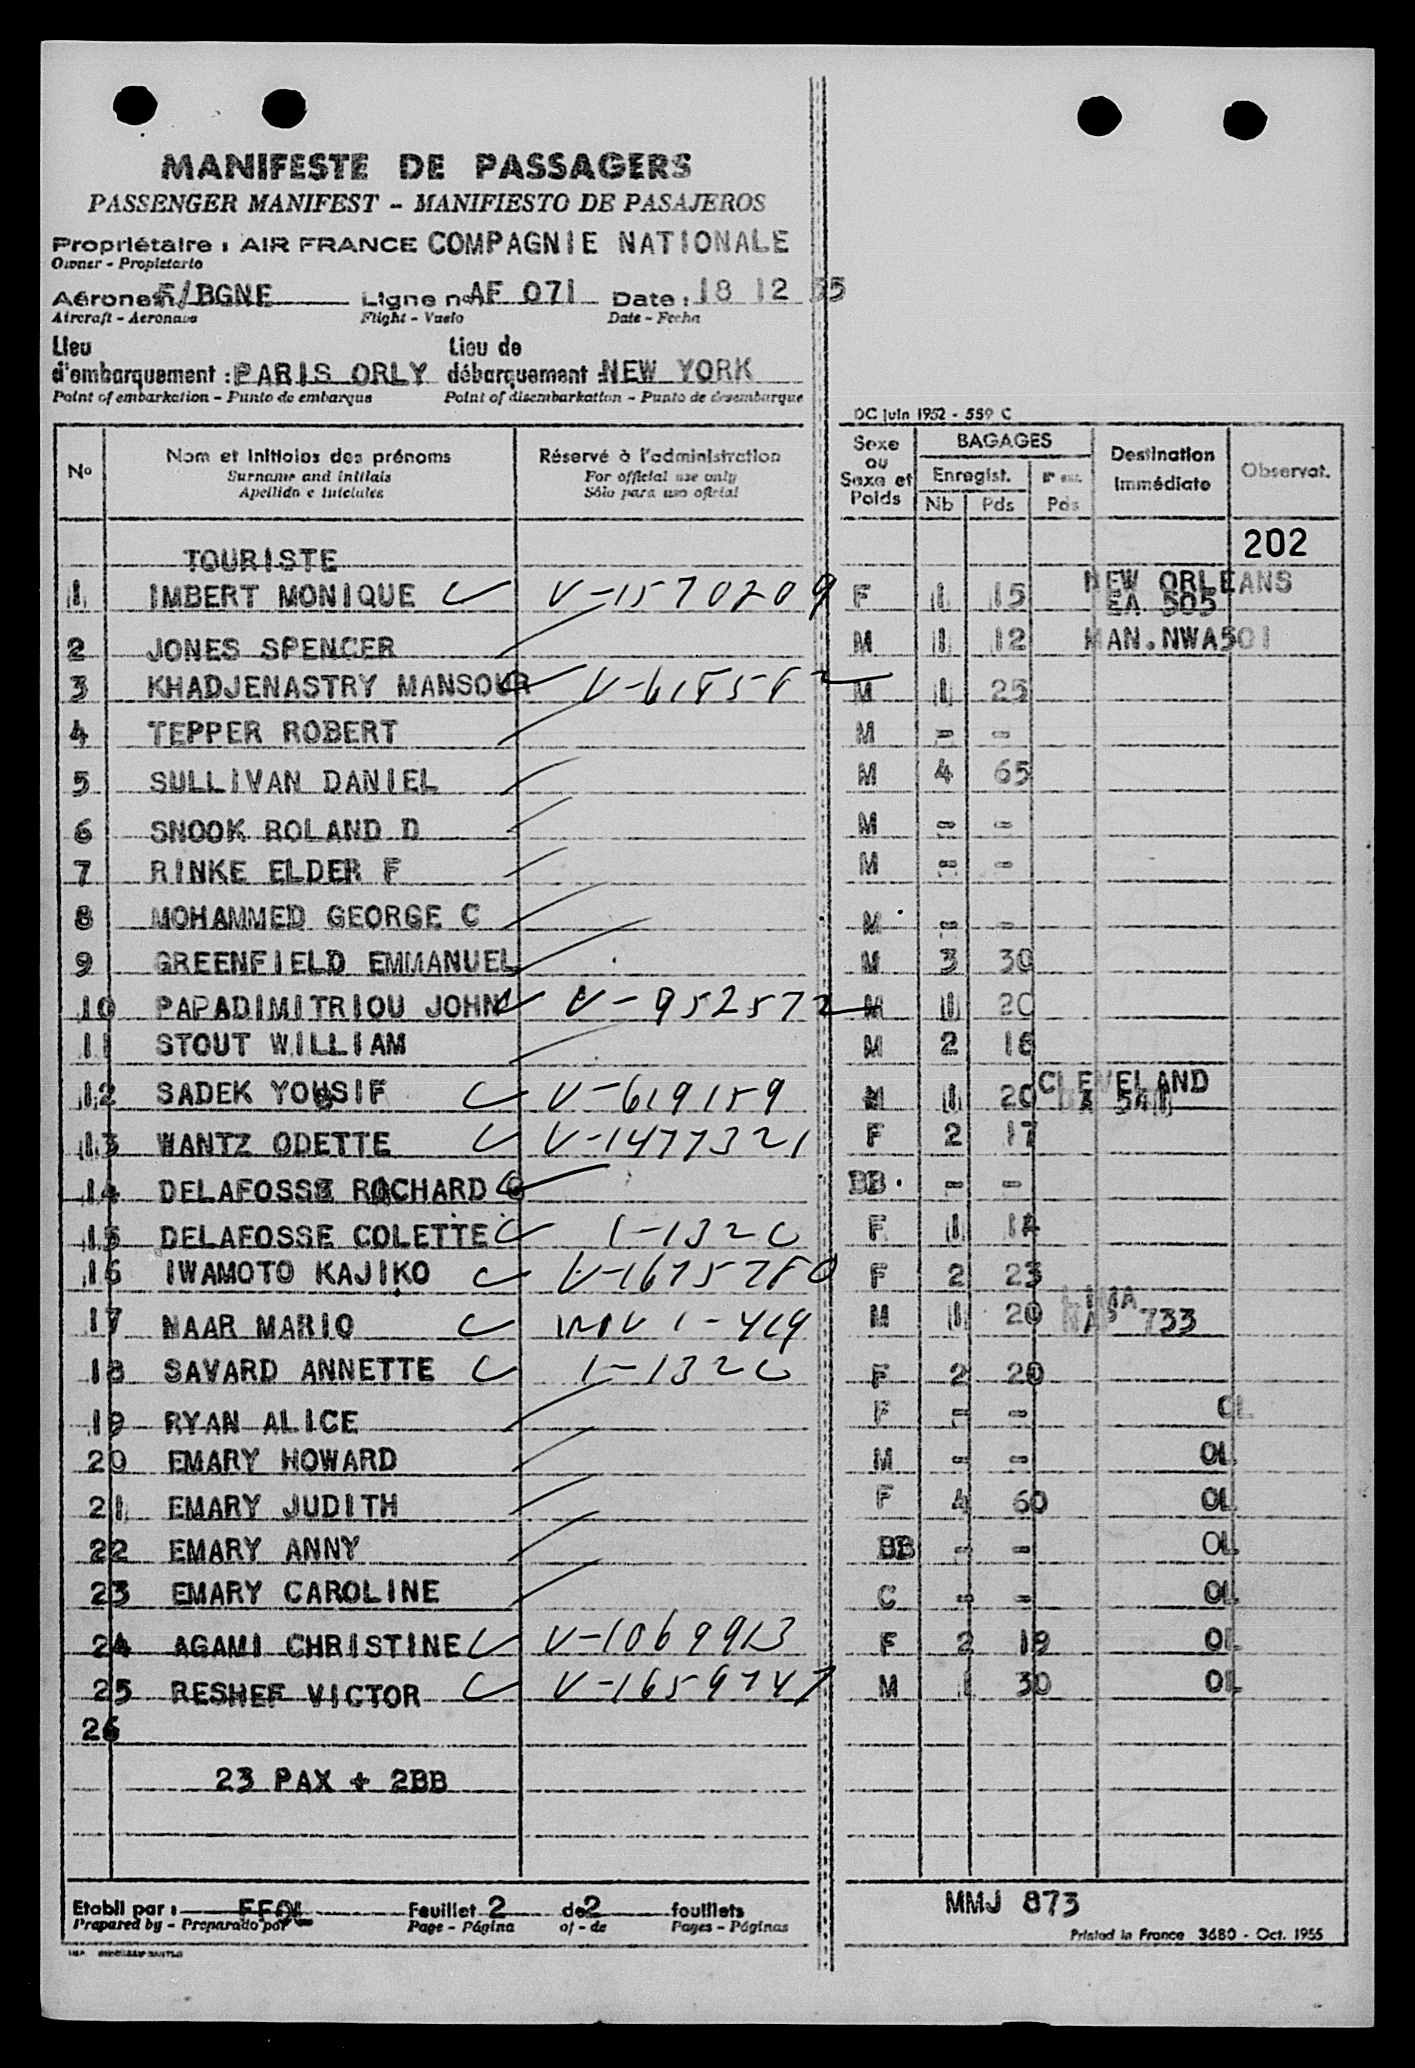 MANIFESTE DE PASSAGERS
PASSENGER MANIFEST - MANIFIESTO DE PASAJEROS
Propriétaire : AIR FRANCE COMPAGNIE NATIONALE
Owner - Propietario
Aéronef: F/BGNE Ligne nº AF 071 Date : 18 12 55
Aircraft - Aeronave Flight - Vuelo Date - Fecha
Lieu d'embarquement : PARIS ORLY Lieu de débarquement : NEW YORK
Point of embarkation - Punto de embarque Point of disembarkation - Punto de desembarque
DC juin 1952 - 559 C
Nº Nom et initiales des prénoms Réservé à l'administration Sexe ou Sexe et Poids BAGAGES Destination Immédiate Observat.
Surname and initials For official use only Enregist.
Apellido e iniciales Sólo para uso oficial Nb Pds Pds
202
TOURISTE
1 IMBERT MONIQUE V-1570209 F 1 15 NEW ORLEANS EA 505
2 JONES SPENCER M 1 12 MAN.NWA501
3 KHADJENASTRY MANSOUR M 1 25
4 TEPPER ROBERT M - -
5 SULLIVAN DANIEL M 4 65
6 SNOOK ROLAND D M - -
7 RINKE ELDER F M - -
8 MOHAMMED GEORGE C M - -
9 GREENFIELD EMMANUEL M 3 30
10 PAPADIMITRIOU JOHN V-952572 M 1 20
11 STOUT WILLIAM M 2 16
12 SADEK YOUSIF V-619159 M 1 20 CLEVELAND
13 WANTZ ODETTE V-1477321 F 2 17
14 DELAFOSSE RICHARD BB - -
15 DELAFOSSE COLETTE F 1 14
16 IWAMOTO KAJIKO V-1675780 F 2 23
17 NAAR MARIO 1-419 M 1 20 LIMA 733
18 SAVARD ANNETTE F 2 20
19 RYAN ALICE F - - OL
20 EMARY HOWARD M - - OL
21 EMARY JUDITH F 4 60 OL
22 EMARY ANNY BB - - OL
23 EMARY CAROLINE C - - OL
24 AGAMI CHRISTINE V-1069913 F 2 19 OL
25 RESHEF VICTOR V-1659747 M 1 30 OL
26
23 PAX + 2BB
Etabli par : Feuillet 2 de 2 feuillets
Prepared by - Preparado por Page - Página of - de Pages - Páginas
MMJ 873
Printed in France 3680 - Oct. 1955